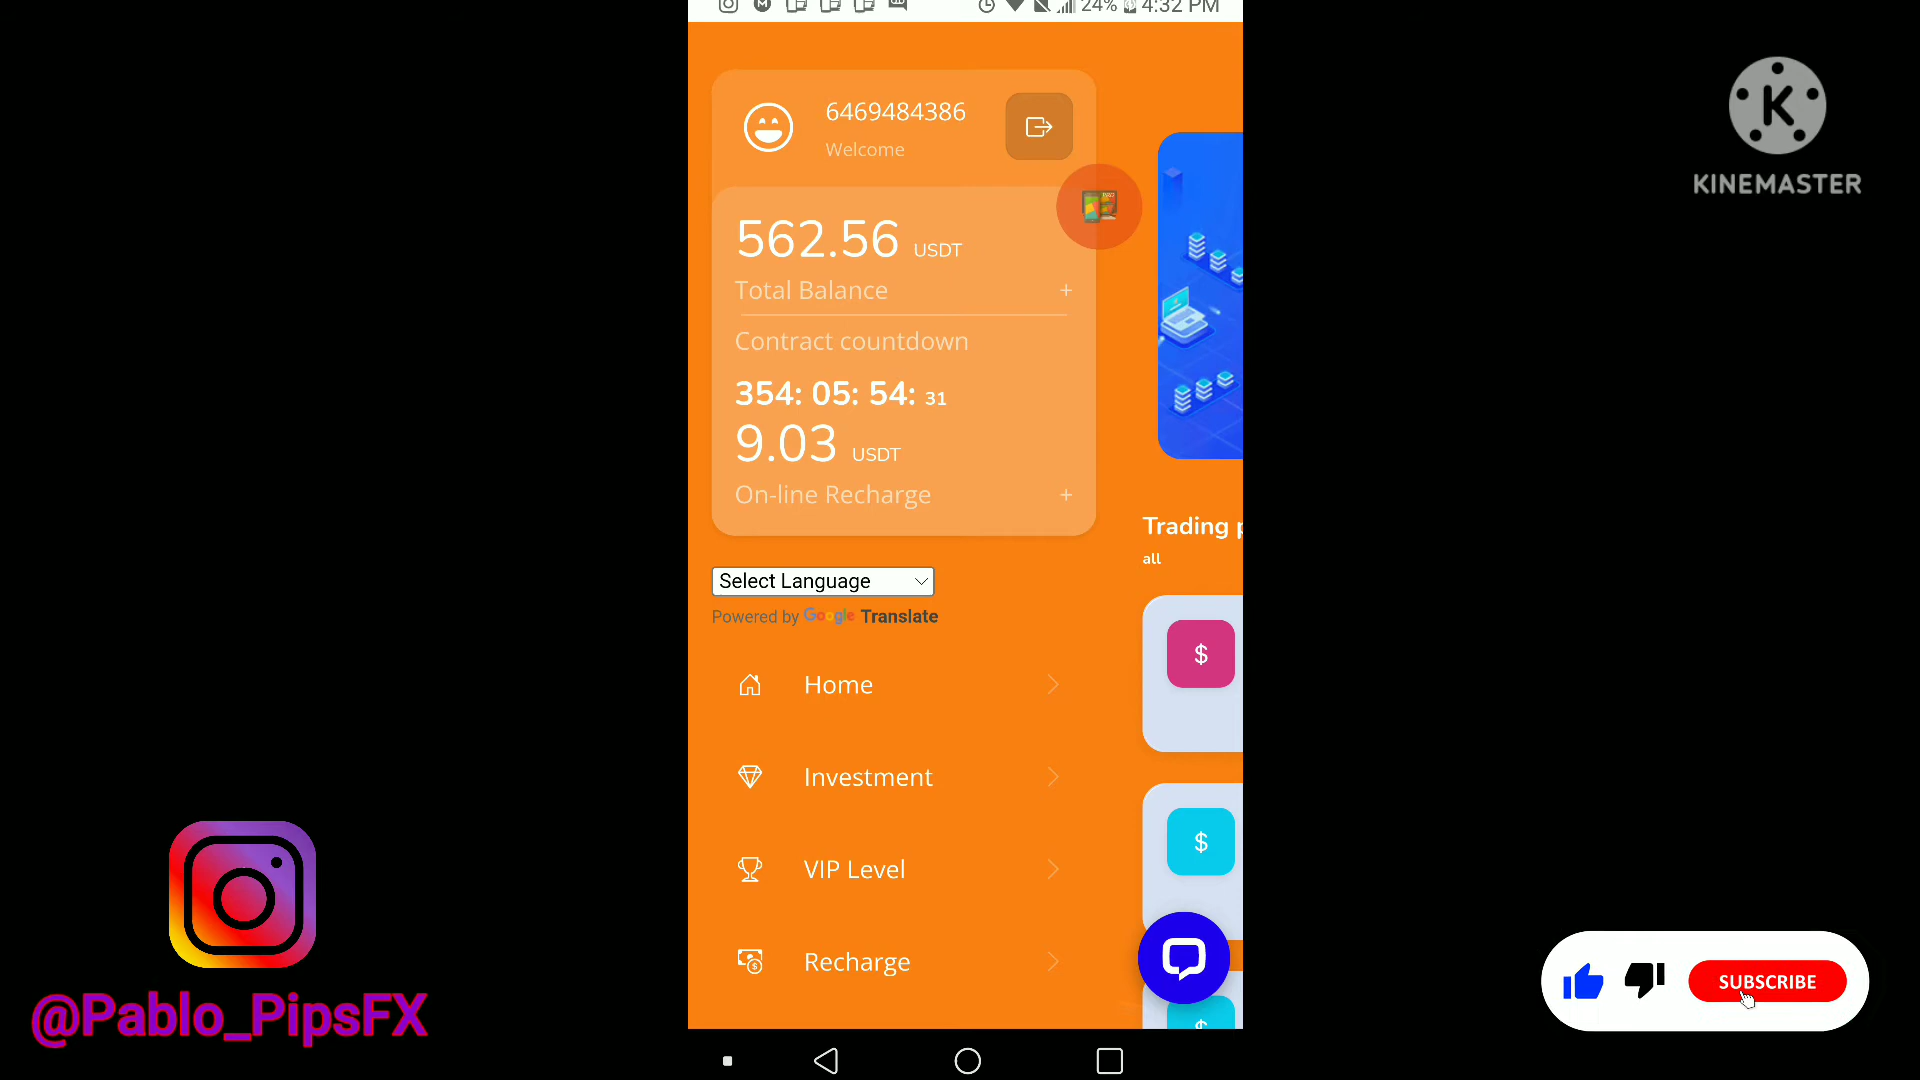 24% 4:32 PM
6469484386
Welcome
562.56 USDT
Total Balance +
Contract countdown
354: 05: 54: 31
9.03 USDT
On-line Recharge +
Select Language
Powered by Google Translate
Home
Investment
VIP Level
Recharge
Trading p
all
$
$
$
K
KINEMASTER
@Pablo_PipsFX
SUBSCRIBE